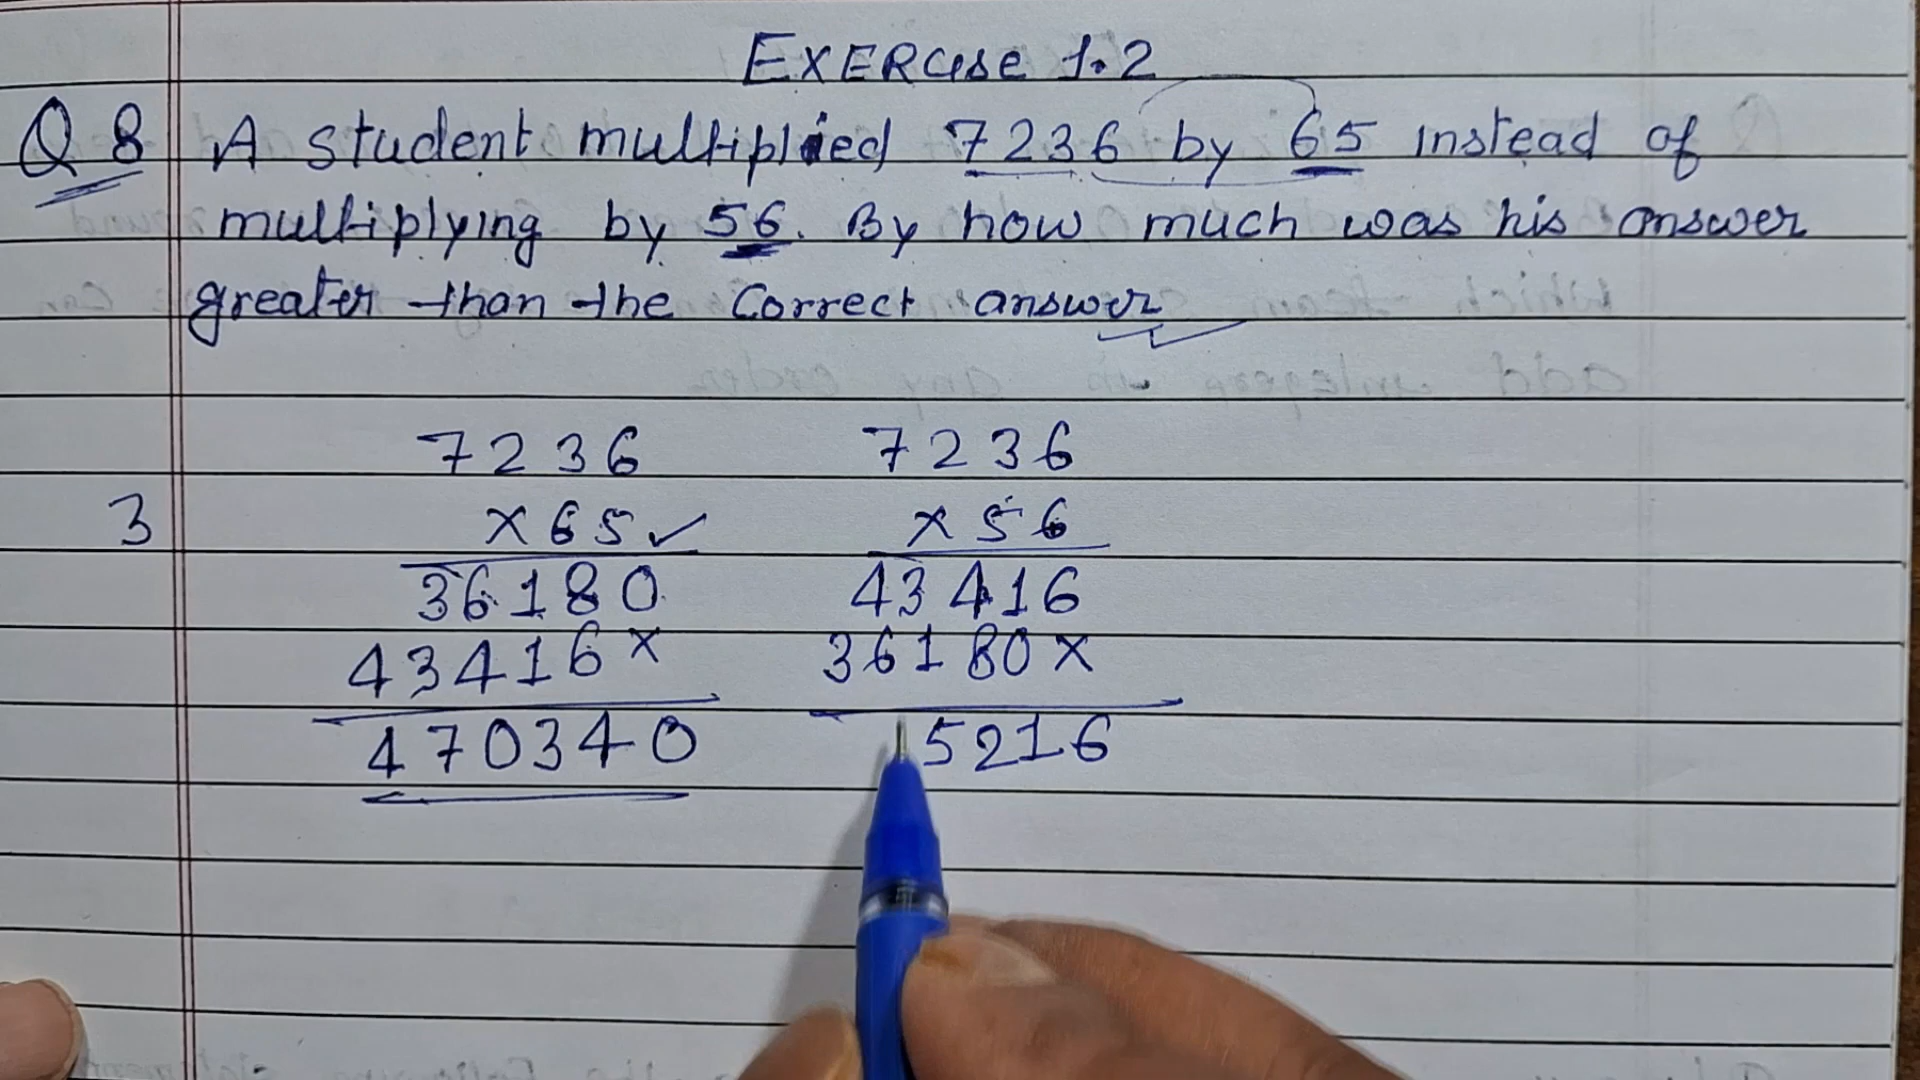 EXERCise 1.2
Q 8 A student multiplied 7236 by 65 instead of
multiplying by 56. By how much was his answer
greater than the correct answer
7236 7236
3 ×65✓ ×56
36180 43416
43416× 36180×
470340 5216